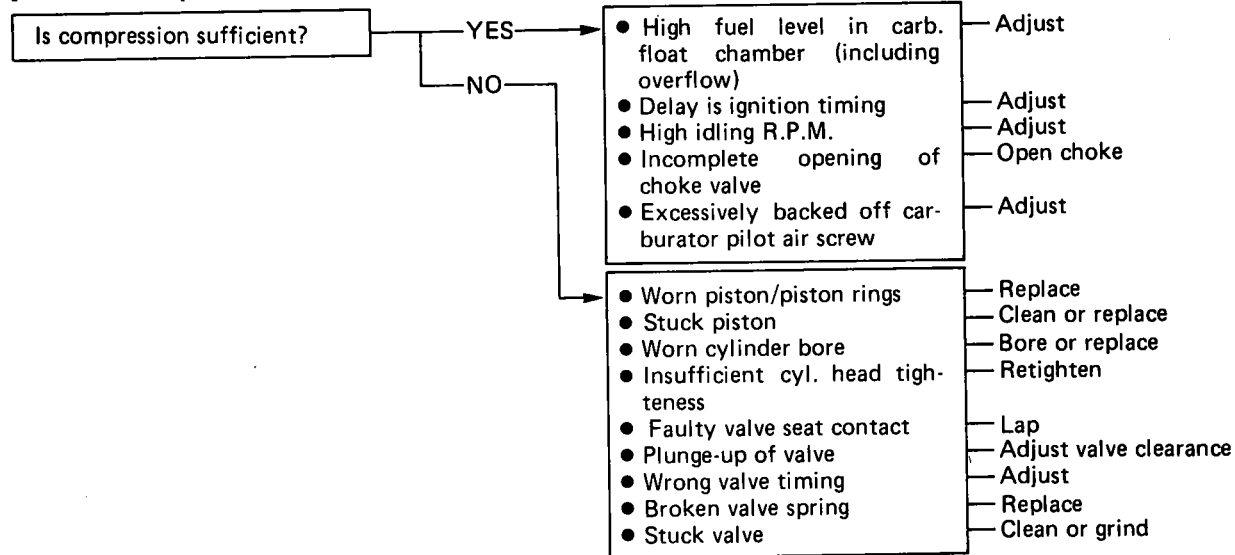 Is compression sufficient?
YES
NO
● High fuel level in carb. — Adjust
float chamber (including
overflow)
● Delay is ignition timing — Adjust
● High idling R.P.M. — Adjust
● Incomplete opening of — Open choke
choke valve
● Excessively backed off car- — Adjust
burator pilot air screw
● Worn piston/piston rings — Replace
● Stuck piston — Clean or replace
● Worn cylinder bore — Bore or replace
● Insufficient cyl. head tigh- — Retighten
teness
● Faulty valve seat contact — Lap
● Plunge-up of valve — Adjust valve clearance
● Wrong valve timing — Adjust
● Broken valve spring — Replace
● Stuck valve — Clean or grind